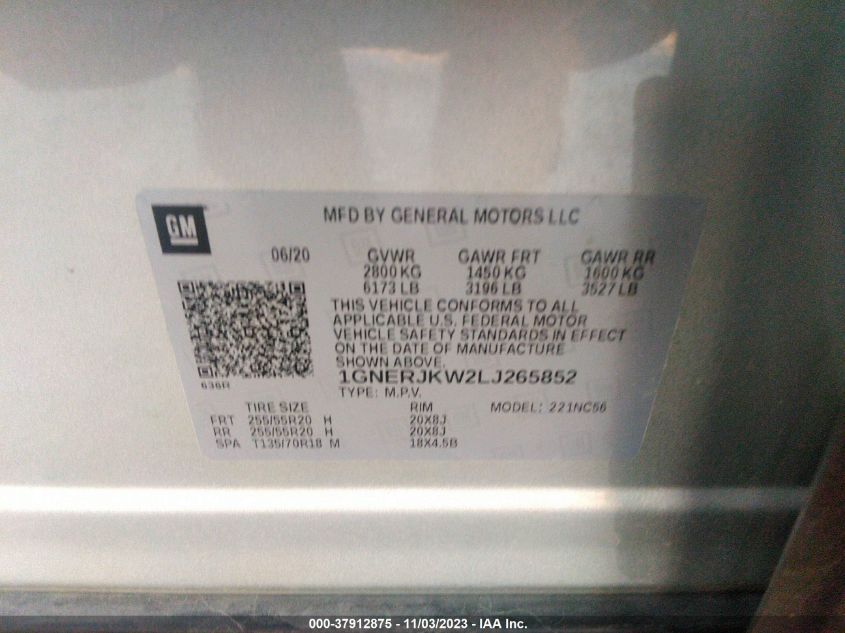 GM
MFD BY GENERAL MOTORS LLC
06/20 GVWR GAWR FRT GAWR RR
2800 KG 1450 KG 1600 KG
6173 LB 3196 LB 3527 LB
THIS VEHICLE CONFORMS TO ALL
APPLICABLE U.S. FEDERAL MOTOR
VEHICLE SAFETY STANDARDS IN EFFECT
ON THE DATE OF MANUFACTURE
SHOWN ABOVE.
636R
1GNERJKW2LJ265852
TYPE: M.P.V.
TIRE SIZE RIM MODEL: 221NC56
FRT 255/55R20 H 20X8J
RR 255/55R20 H 20X8J
SPA T135/70R18 M 18X4.5B
000-37912875 - 11/03/2023 - IAA Inc.